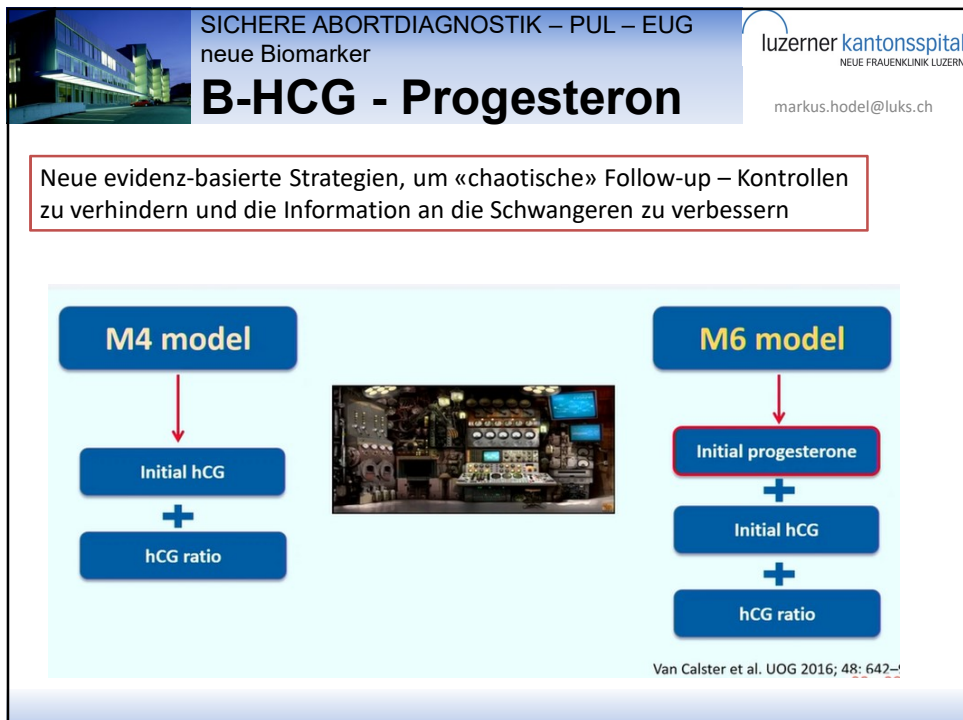 SICHERE ABORTDIAGNOSTIK – PUL – EUG
neue Biomarker
B-HCG - Progesteron
luzerner kantonsspital
NEUE FRAUENKLINIK LUZERN
markus.hodel@luks.ch
Neue evidenz-basierte Strategien, um «chaotische» Follow-up – Kontrollen
zu verhindern und die Information an die Schwangeren zu verbessern
M4 model
Initial hCG
hCG ratio
M6 model
Initial progesterone
Initial hCG
hCG ratio
Van Calster et al. UOG 2016; 48: 642–